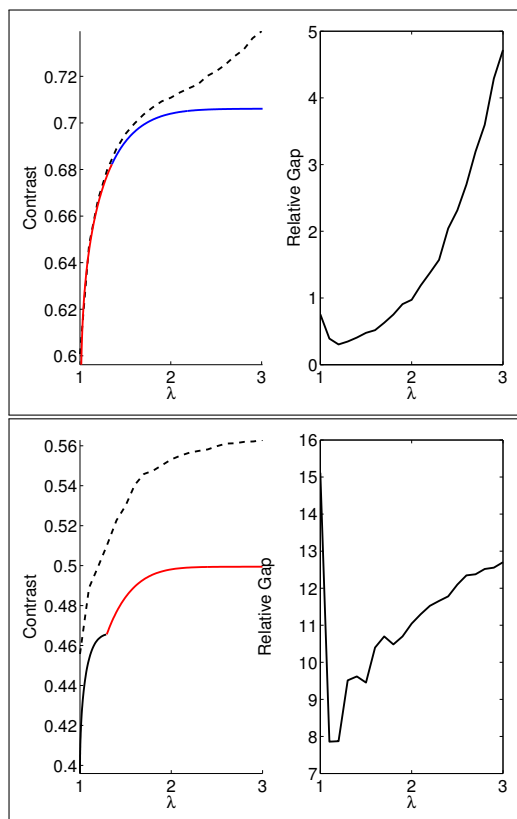 0.72
0.7
0.68
0.66
0.64
0.62
0.6
Contrast
1 2 3
λ
5
4
3
2
1
0
Relative Gap
1 2 3
λ
0.56
0.54
0.52
0.5
0.48
0.46
0.44
0.42
0.4
Contrast
1 2 3
λ
16
15
14
13
12
11
10
9
8
7
Relative Gap
1 2 3
λ